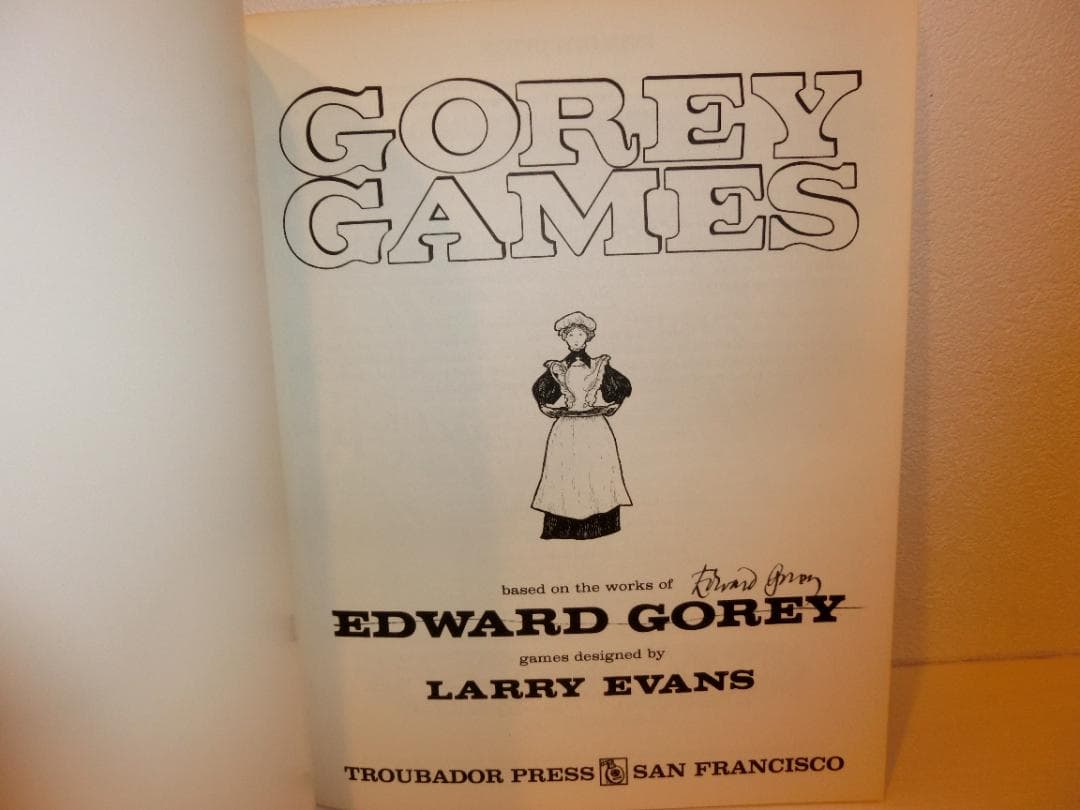 GOREY
GAMES
based on the works of Edward Gorey
EDWARD GOREY
games designed by
LARRY EVANS
TROUBADOR PRESS SAN FRANCISCO